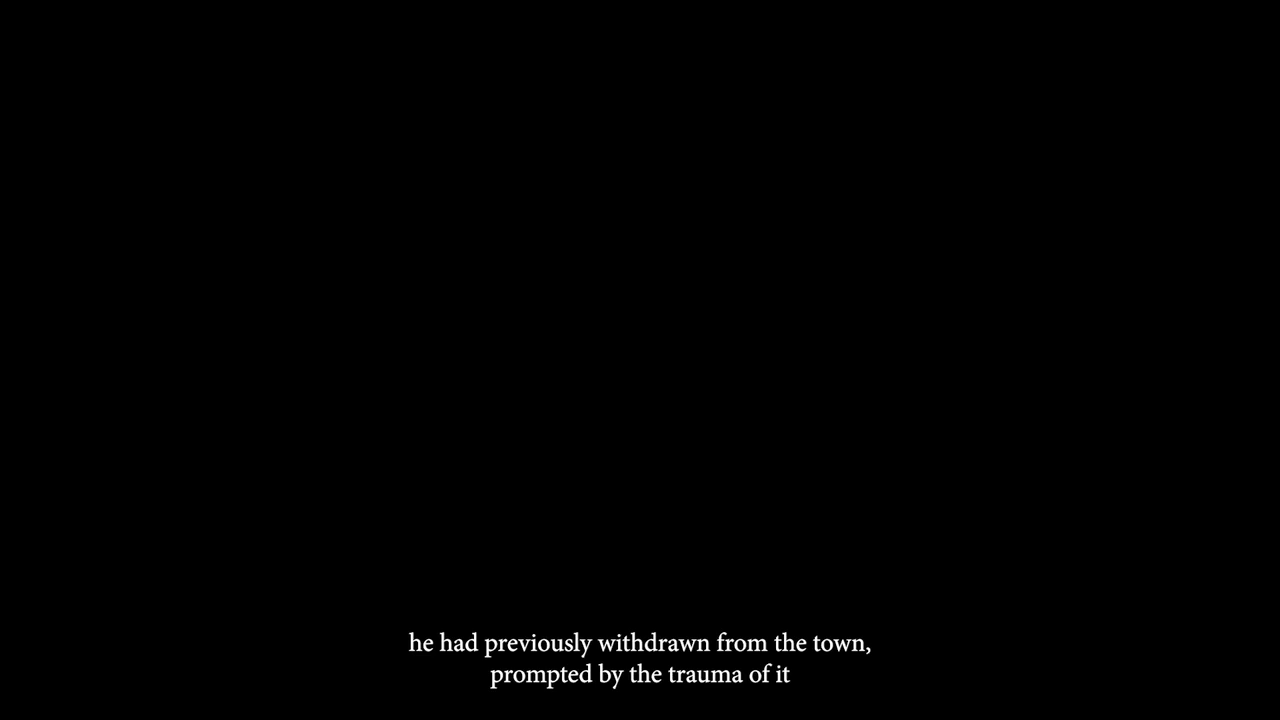 he had previously withdrawn from the town,
prompted by the trauma of it